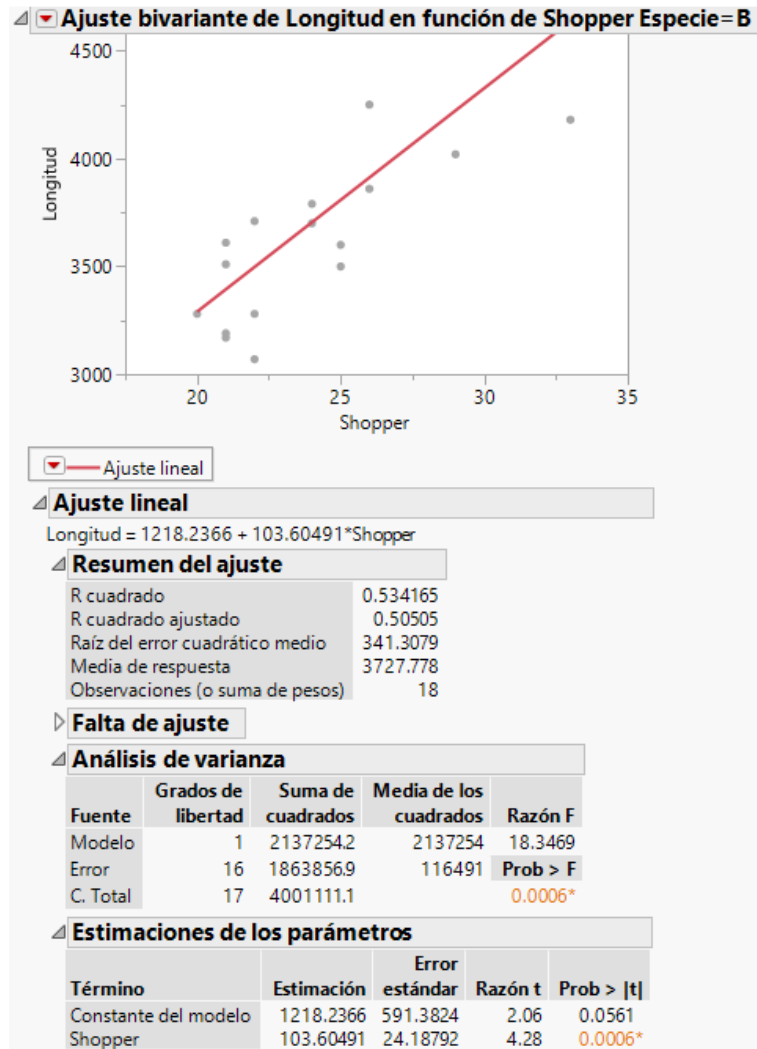 Ajuste bivariante de Longitud en función de Shopper Especie=B
4500
4000
3500
3000
Longitud
20 25 30 35
Shopper
Ajuste lineal
Ajuste lineal
Longitud = 1218.2366 + 103.60491*Shopper
Resumen del ajuste
R cuadrado 0.534165
R cuadrado ajustado 0.50505
Raíz del error cuadrático medio 341.3079
Media de respuesta 3727.778
Observaciones (o suma de pesos) 18
Falta de ajuste
Análisis de varianza
Grados de Suma de Media de los
Fuente libertad cuadrados cuadrados Razón F
Modelo 1 2137254.2 2137254 18.3469
Error 16 1863856.9 116491 Prob > F
C. Total 17 4001111.1 0.0006*
Estimaciones de los parámetros
Error
Término Estimación estándar Razón t Prob > |t|
Constante del modelo 1218.2366 591.3824 2.06 0.0561
Shopper 103.60491 24.18792 4.28 0.0006*